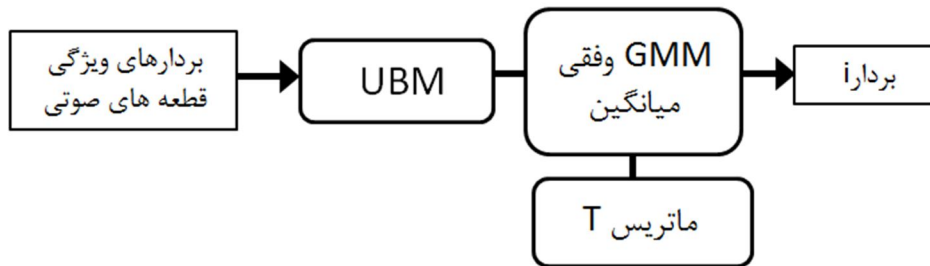 بردارهای ویژگی
قطعه های صوتی
UBM
GMM وفقی
میانگین
بردارi
ماتریس T